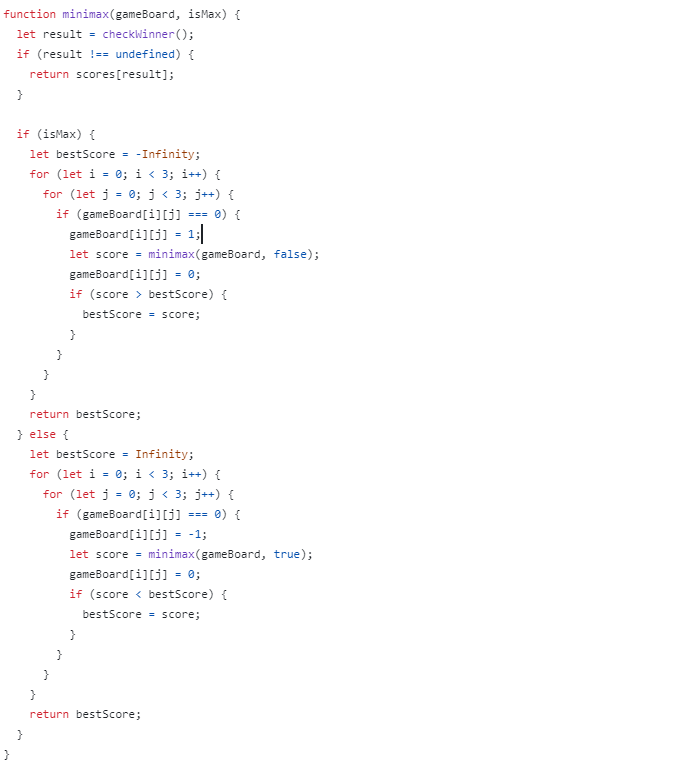 function minimax(gameBoard, isMax) {
  let result = checkWinner();
  if (result !== undefined) {
    return scores[result];
  }

  if (isMax) {
    let bestScore = -Infinity;
    for (let i = 0; i < 3; i++) {
      for (let j = 0; j < 3; j++) {
        if (gameBoard[i][j] === 0) {
          gameBoard[i][j] = 1;
          let score = minimax(gameBoard, false);
          gameBoard[i][j] = 0;
          if (score > bestScore) {
            bestScore = score;
          }
        }
      }
    }
    return bestScore;
  } else {
    let bestScore = Infinity;
    for (let i = 0; i < 3; i++) {
      for (let j = 0; j < 3; j++) {
        if (gameBoard[i][j] === 0) {
          gameBoard[i][j] = -1;
          let score = minimax(gameBoard, true);
          gameBoard[i][j] = 0;
          if (score < bestScore) {
            bestScore = score;
          }
        }
      }
    }
    return bestScore;
  }
}